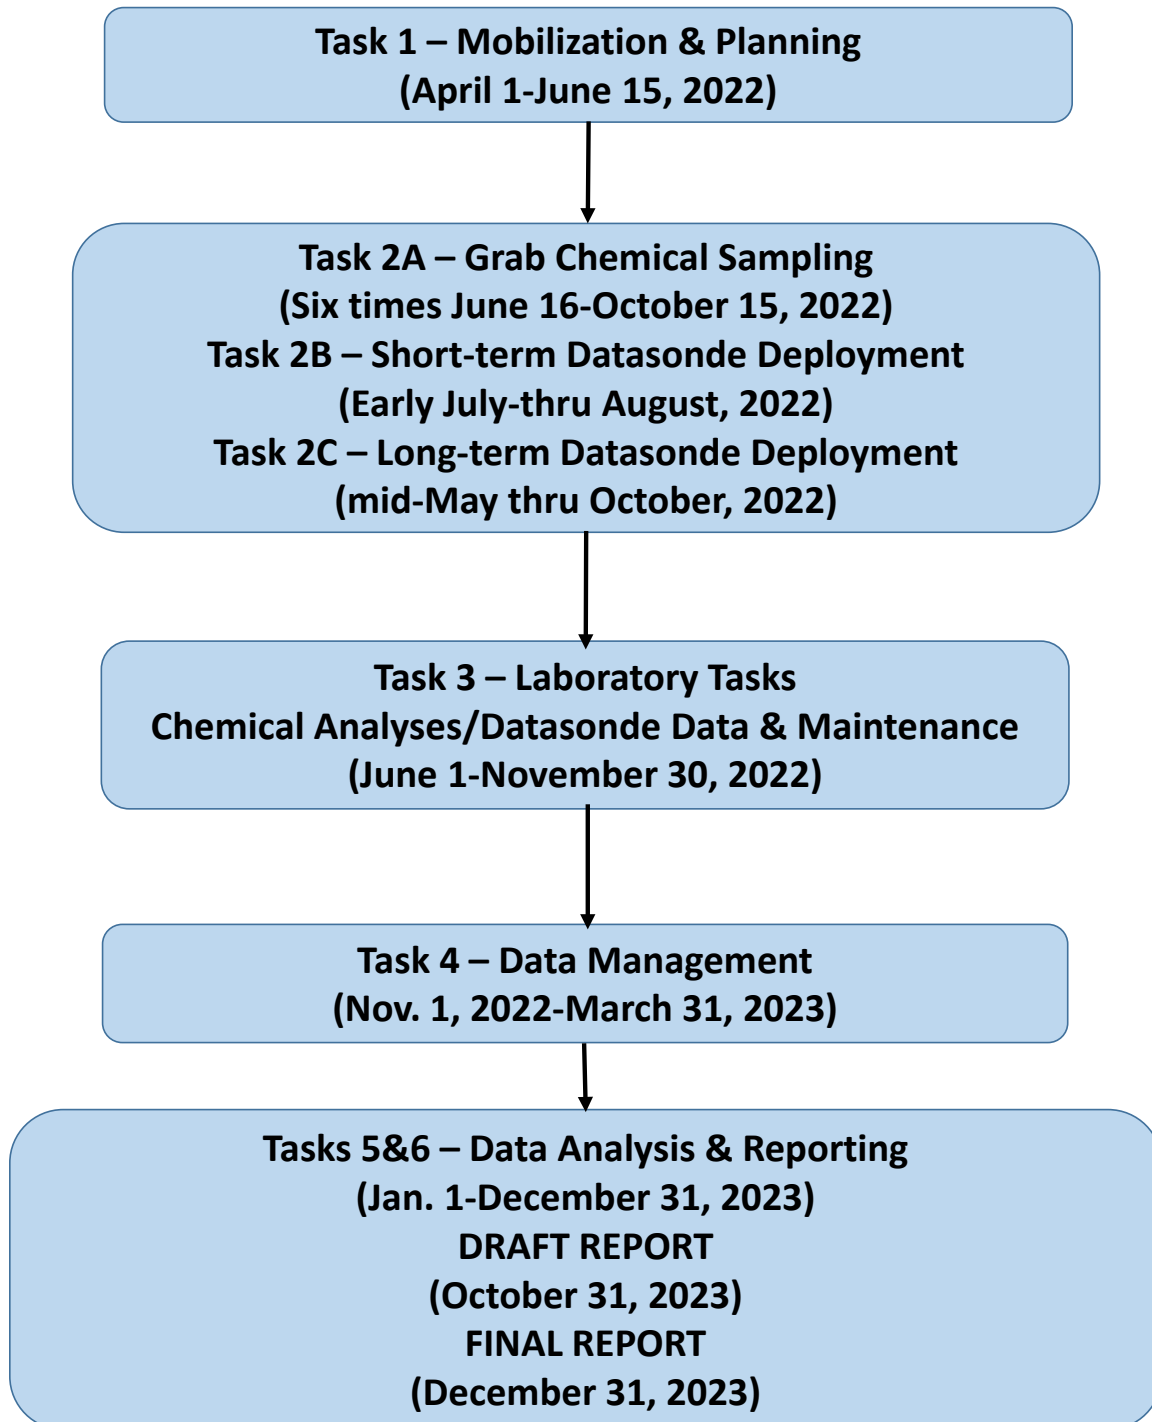 Task 1 – Mobilization & Planning
(April 1-June 15, 2022)
Task 2A – Grab Chemical Sampling
(Six times June 16-October 15, 2022)
Task 2B – Short-term Datasonde Deployment
(Early July-thru August, 2022)
Task 2C – Long-term Datasonde Deployment
(mid-May thru October, 2022)
Task 3 – Laboratory Tasks
Chemical Analyses/Datasonde Data & Maintenance
(June 1-November 30, 2022)
Task 4 – Data Management
(Nov. 1, 2022-March 31, 2023)
Tasks 5&6 – Data Analysis & Reporting
(Jan. 1-December 31, 2023)
DRAFT REPORT
(October 31, 2023)
FINAL REPORT
(December 31, 2023)